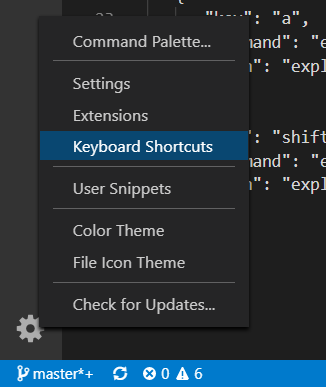 23 {
"key": "a",
mand": "e
n": "expl
Command Palette...
Settings
Extensions
Keyboard Shortcuts
": "shift
mand": "e
n": "expl
User Snippets
Color Theme
File Icon Theme
Check for Updates...
master*+ 0 6